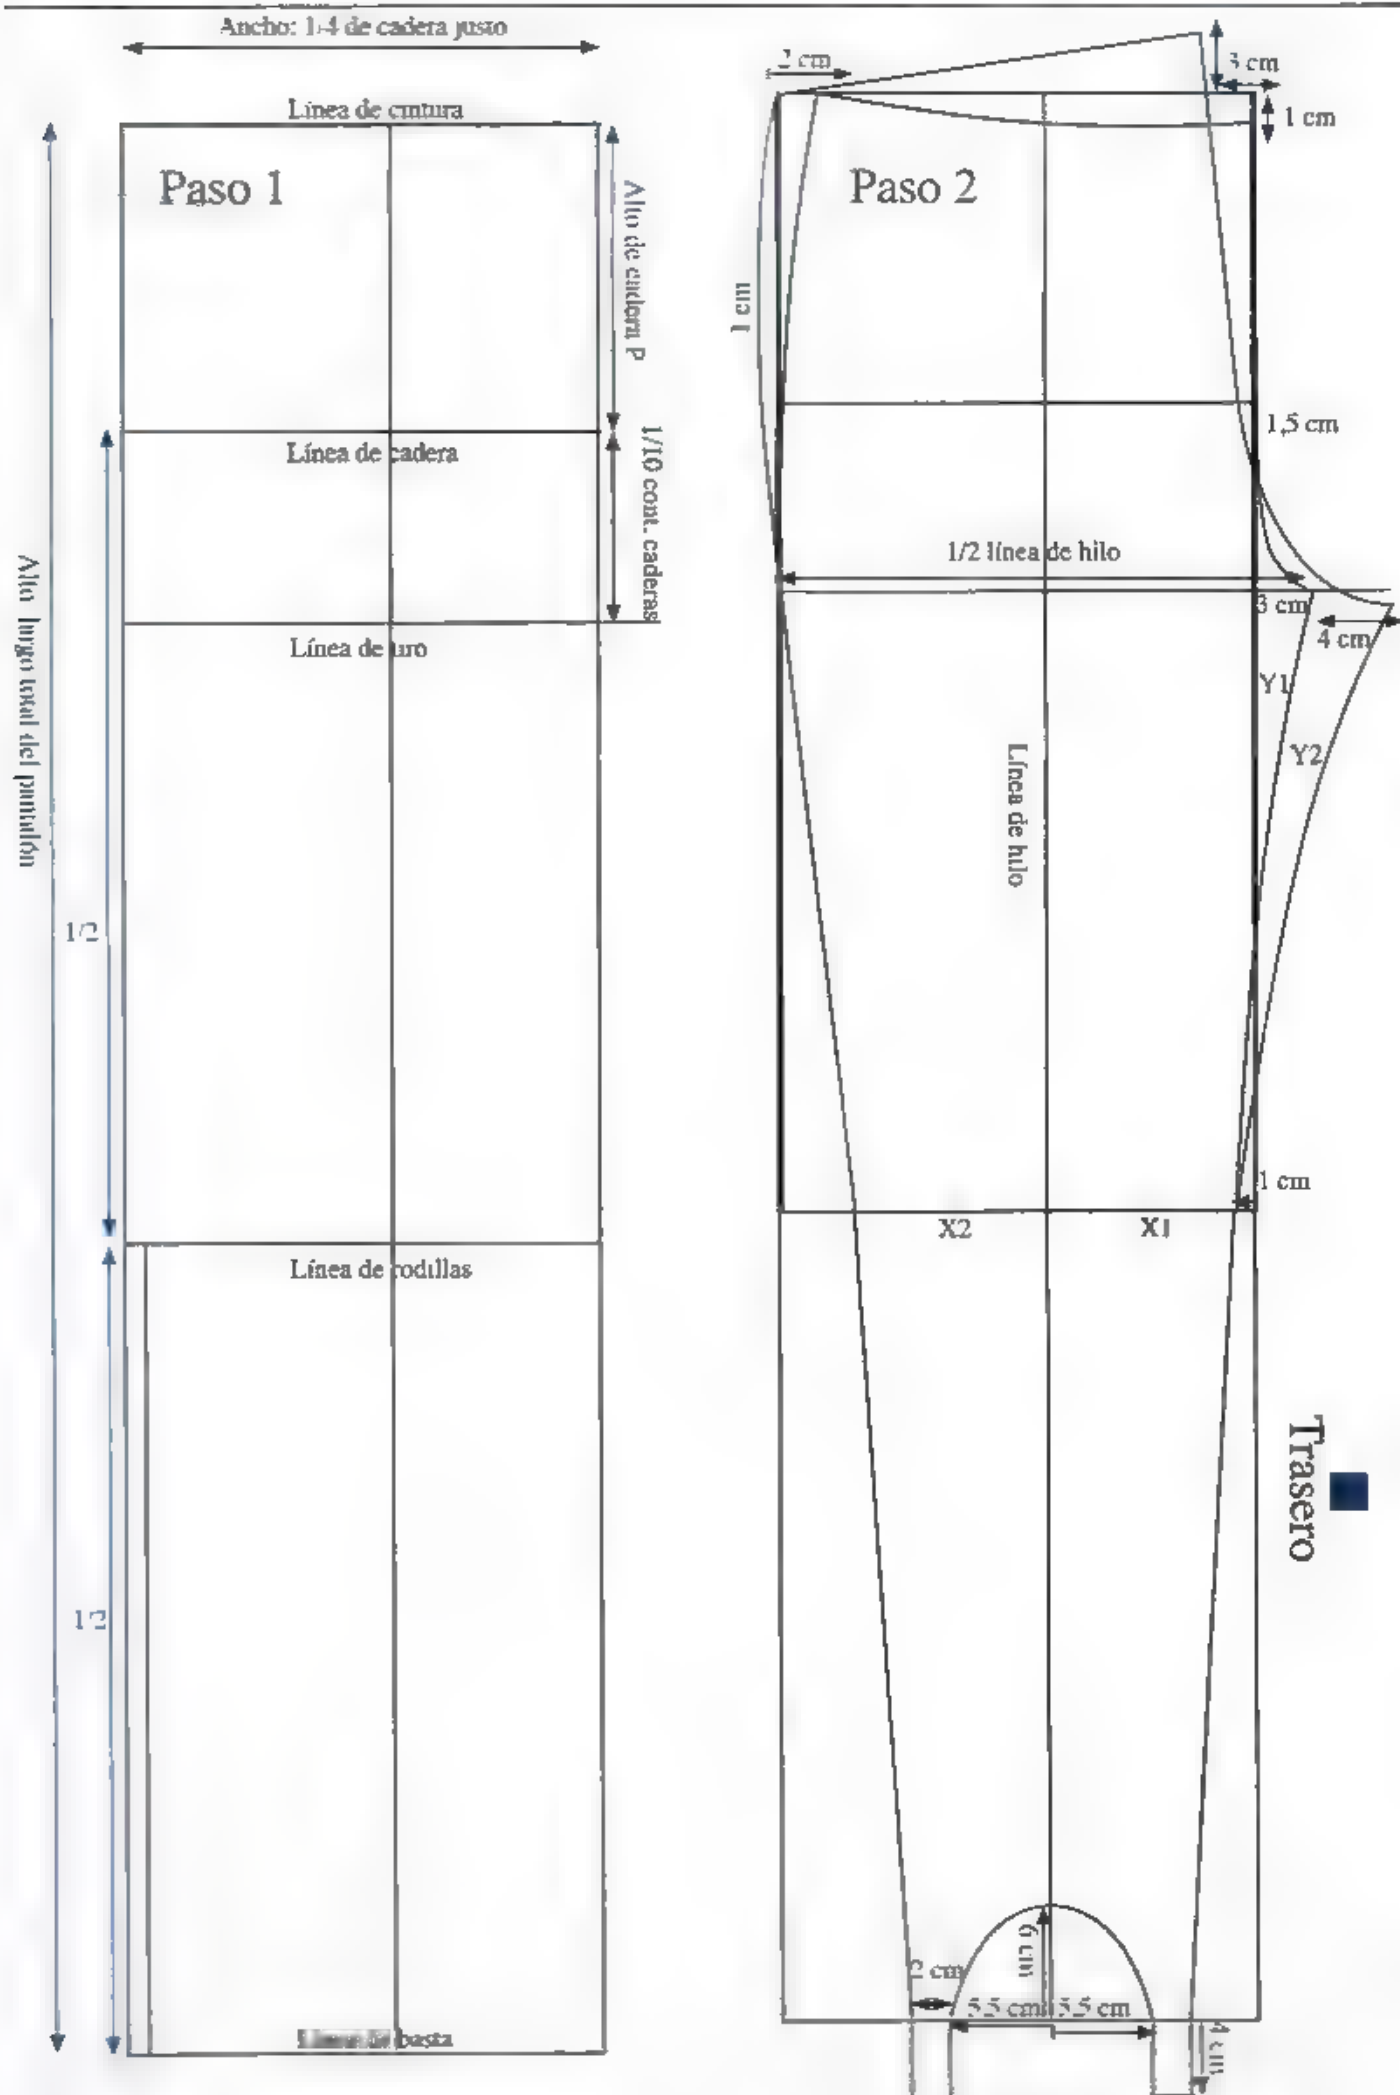 Ancho: 1/4 de cadera justo
Línea de cintura
Paso 1
Alto de cadera P
Línea de cadera
1/10 cont. caderas
Línea de tiro
Alto largo total del pantalón
1/2
Línea de rodillas
1/2
Línea de basta
2 cm
3 cm
1 cm
Paso 2
1 cm
1,5 cm
1/2 línea de hilo
3 cm
4 cm
Y1
Y2
Línea de hilo
1 cm
X2
X1
Trasero
6 cm
2 cm
5.5 cm
5.5 cm
4 cm